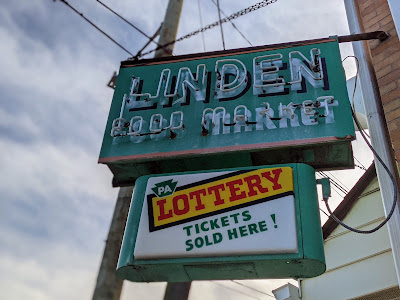 LINDEN
FOOD MARKET
PA
LOTTERY
TICKETS
SOLD HERE!